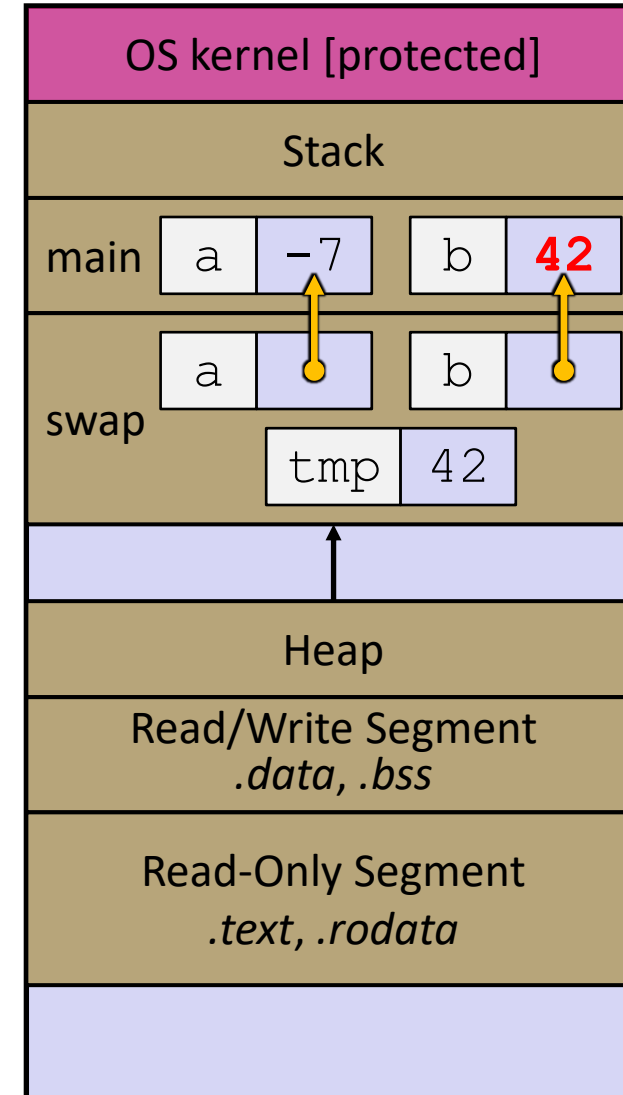 OS kernel [protected]
Stack
main a -7 b 42
a b
swap
tmp 42
Heap
Read/Write Segment
.data, .bss
Read-Only Segment
.text, .rodata